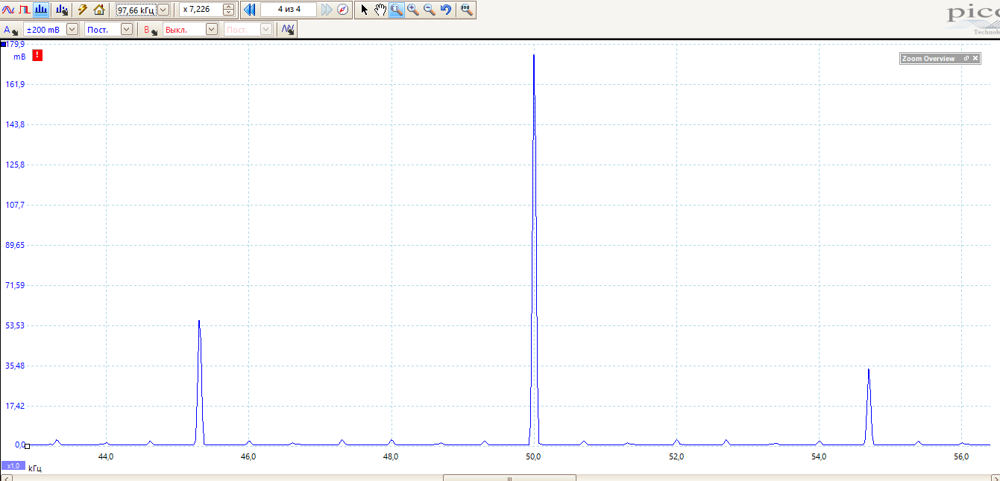 97,66 кГц x 7,226 4 из 4
A ±200 mB Пост. B Выкл. Пост.
pico
Technolo
179,9
mB !
Zoom Overview
161,9
143,8
125,8
107,7
89,65
71,59
53,53
35,48
17,42
0,0
44,0 46,0 48,0 50,0 52,0 54,0 56,0
x1,0 кГц